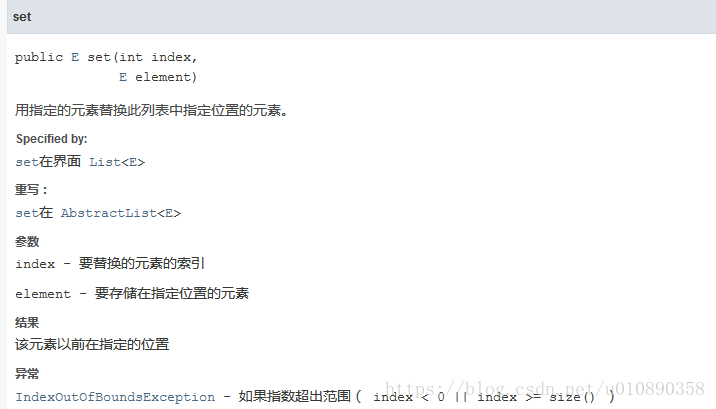 set
public E set(int index,
E element)
用指定的元素替换此列表中指定位置的元素。
Specified by:
set在界面 List<E>
重写：
set在 AbstractList<E>
参数
index - 要替换的元素的索引
element - 要存储在指定位置的元素
结果
该元素以前在指定的位置
异常
IndexOutOfBoundsException - 如果指数超出范围（ index < 0 || index >= size() ）
https://blog.csdn.net/u010890358